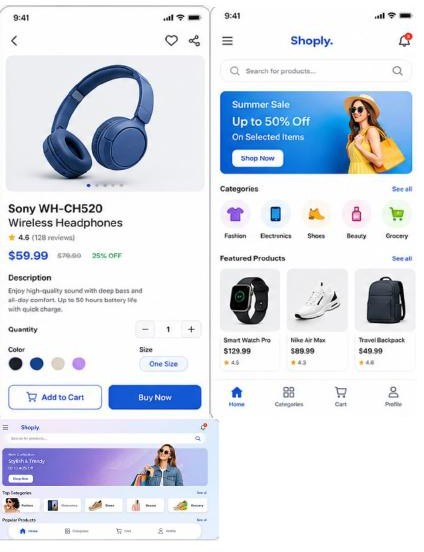 9:41
Sony WH-CH520
Wireless Headphones
4.6 (128 reviews)
$59.99 $79.90 25% OFF
Description
Enjoy high-quality sound with deep bass and
all-day comfort. Up to 50 hours battery life
with quick charge.
Quantity
− 1 +
Color
Size
One Size
Add to Cart
Buy Now
9:41
Shoply.
Search for products...
Summer Sale
Up to 50% Off
On Selected Items
Shop Now
Categories See all
Fashion Electronics Shoes Beauty Grocery
Featured Products See all
Smart Watch Pro Nike Air Max Travel Backpack
$129.99 $89.99 $49.99
4.5 4.3 4.6
Home Categories Cart Profile
Shoply.
Search for products...
Stylish & Trendy
Shop Now
Top Categories See all
Fashion Electronics Shoes Beauty Grocery
Popular Products See all
Home Categories Cart Profile